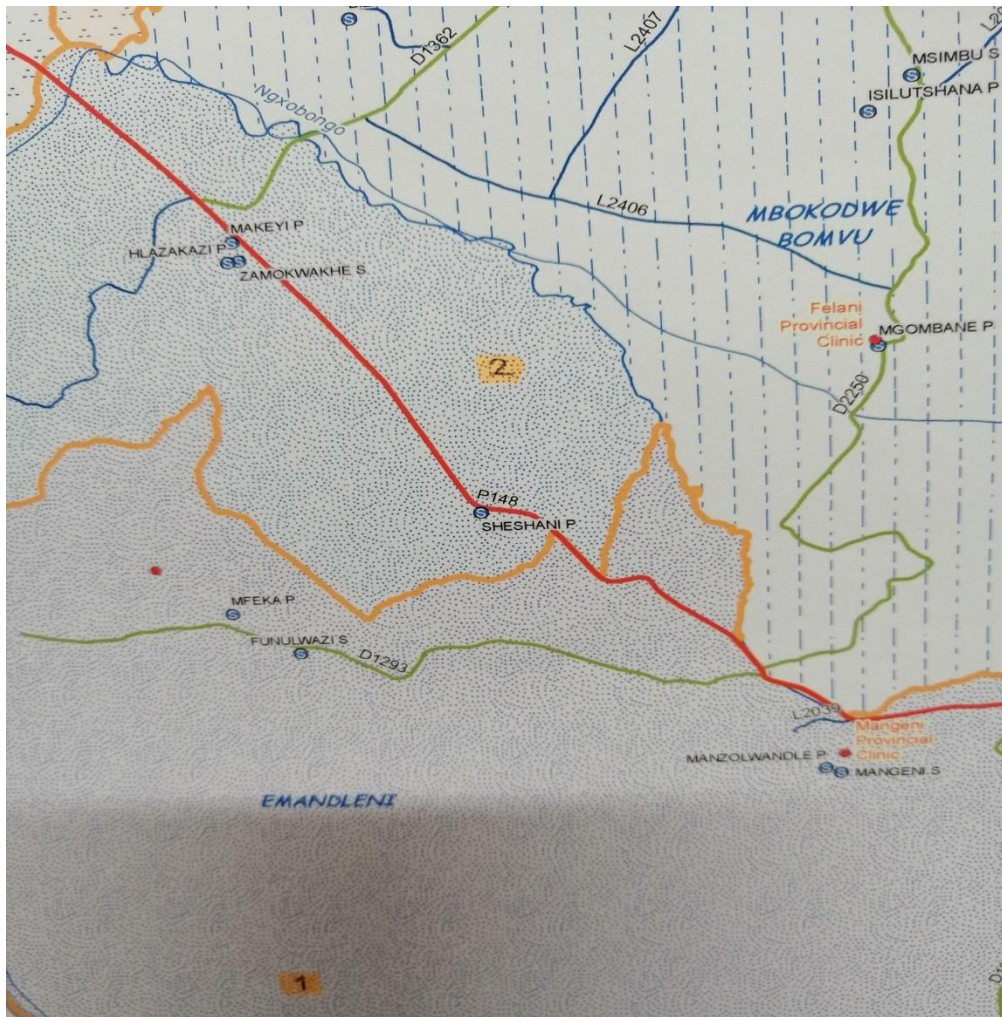 D1362
L2407
MSIMBU S
ISILUTSHANA P
Ngxobongo
L2406
MBOKODWE
BOMVU
MAKEYI P
HLAZAKAZI P
ZAMOKWAKHE S
Felani
Provincial
Clinic
MGOMBANE P
2
D2250
P148
SHESHANI P
MFEKA P
FUNULWAZI S
D1293
L2039
Mangeni
Provincial
Clinic
MANZOLWANDLE P
MANGENI S
EMANDLENI
1